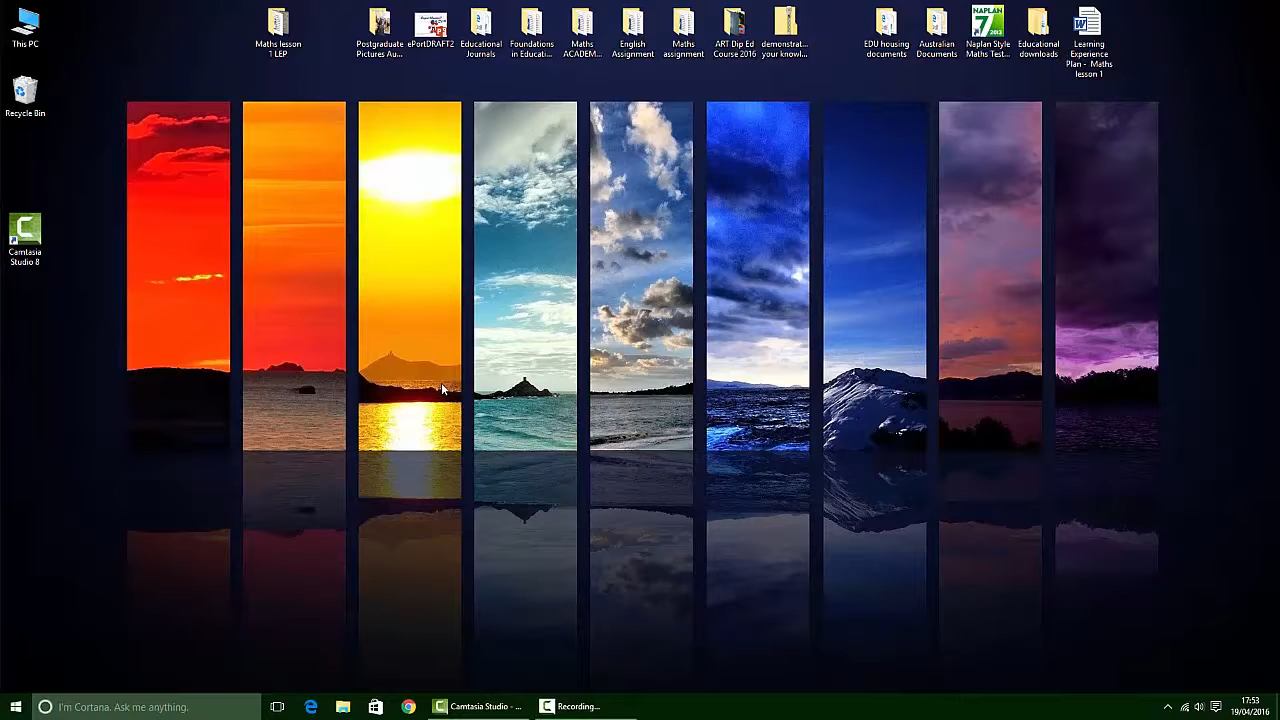 This PC
Recycle Bin
Camtasia
Studio 8
Maths lesson
1 LEP
Postgraduate
Pictures Au...
ePortDRAFT2
Educational
Journals
Foundations
in Educati...
Maths
ACADEM...
English
Assignment
Maths
assignment
ART Dip Ed
Course 2016
demonstrat...
your knowl...
EDU housing
documents
Australian
Documents
NAPLAN
7
2013
Naplan Style
Maths Test...
Educational
downloads
Learning
Experience
Plan - Maths
lesson 1
I'm Cortana. Ask me anything.
Camtasia Studio - ...
Recording...
17:53
19/04/2016